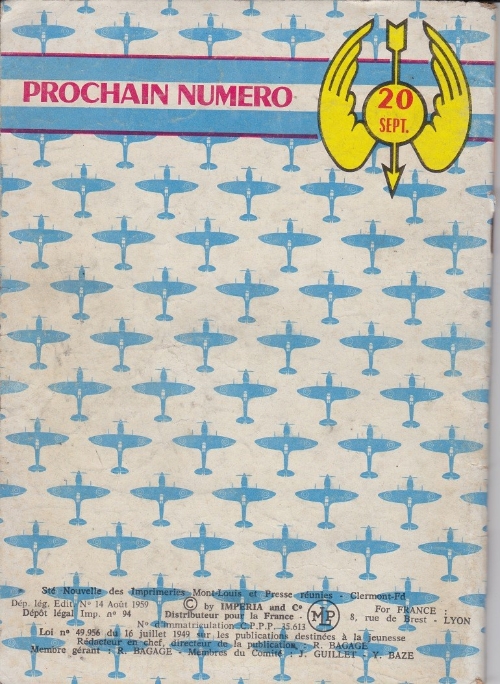 PROCHAIN NUMERO
20
SEPT.
Sté Nouvelle des Imprimeries Mont-Louis et Presse réunies - Clermont-Fd
Dép. lég. Edit. N° 14 Août 1959 © by IMPERIA and C° For FRANCE :
Dépôt légal Imp. n° 94 Distributeur pour la France - MPI 8, rue de Brest - LYON
N° d'immatriculation C.P.P.P. 35.613
Loi n° 49.956 du 16 juillet 1949 sur les publications destinées à la jeunesse
Rédacteur en chef, directeur de la publication : R. BAGAGE
Membre gérant : R. BAGAGE - Membres du Comité : J. GUILLET - Y. BAZE